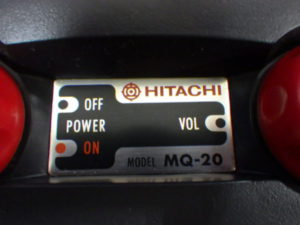 HITACHI
OFF
POWER
VOL
ON
MODEL MQ-20